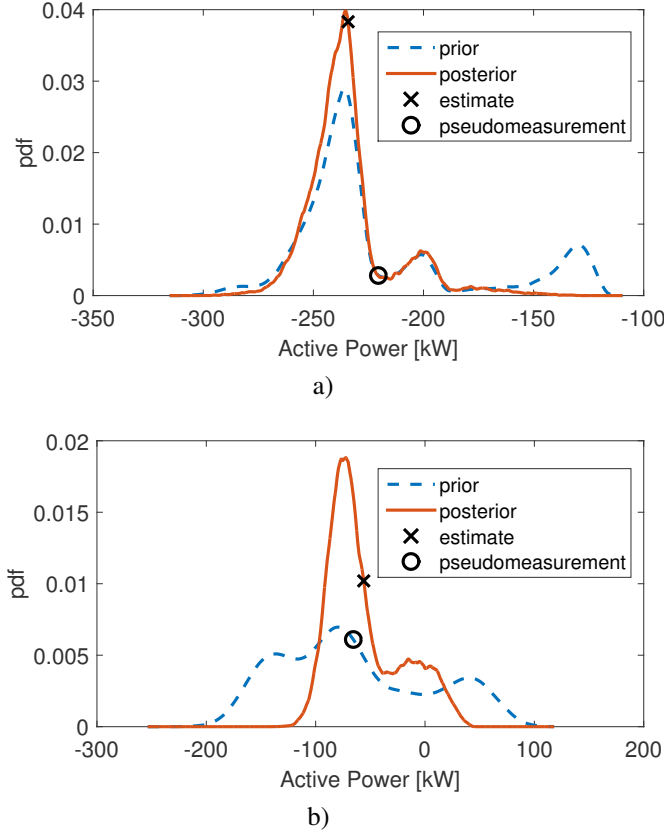 0.04
0.03
0.02
0.01
0
pdf
prior
posterior
estimate
pseudomeasurement
-350 -300 -250 -200 -150 -100
Active Power [kW]
a)
0.02
0.015
0.01
0.005
0
pdf
prior
posterior
estimate
pseudomeasurement
-300 -200 -100 0 100 200
Active Power [kW]
b)